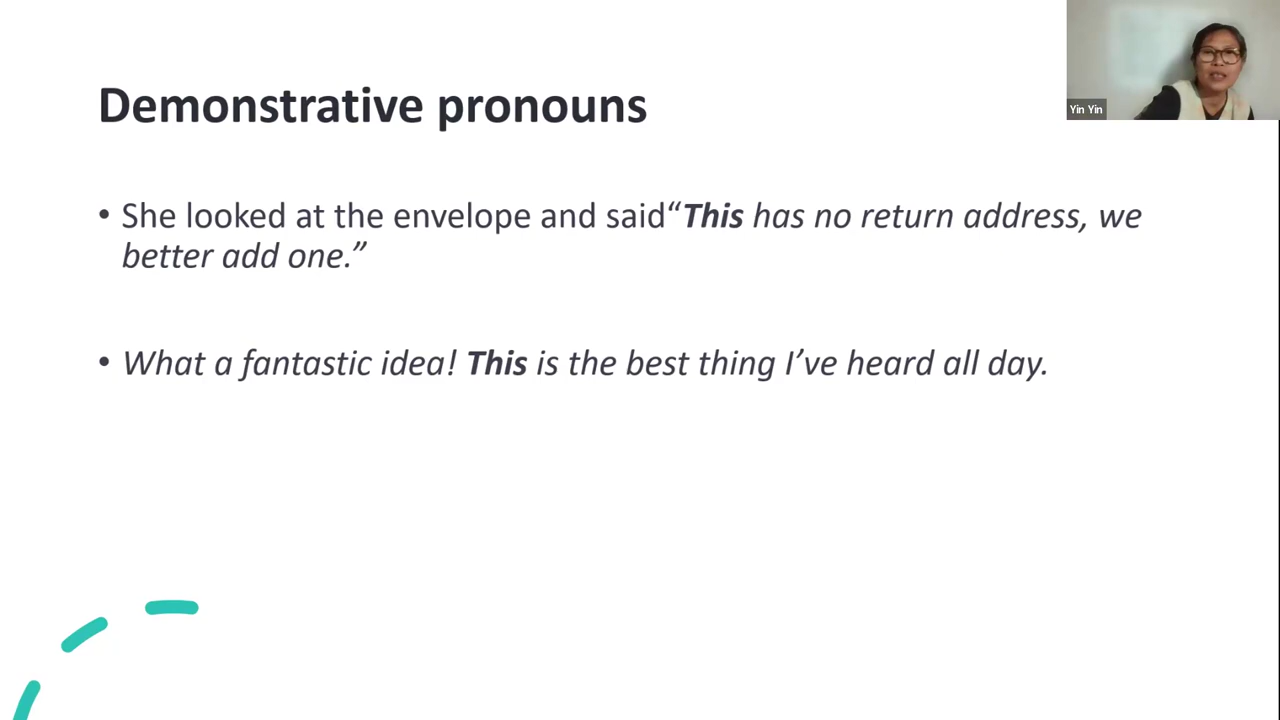 Demonstrative pronouns
• She looked at the envelope and said“This has no return address, we
better add one.”
• What a fantastic idea! This is the best thing I’ve heard all day.
Yin Yin